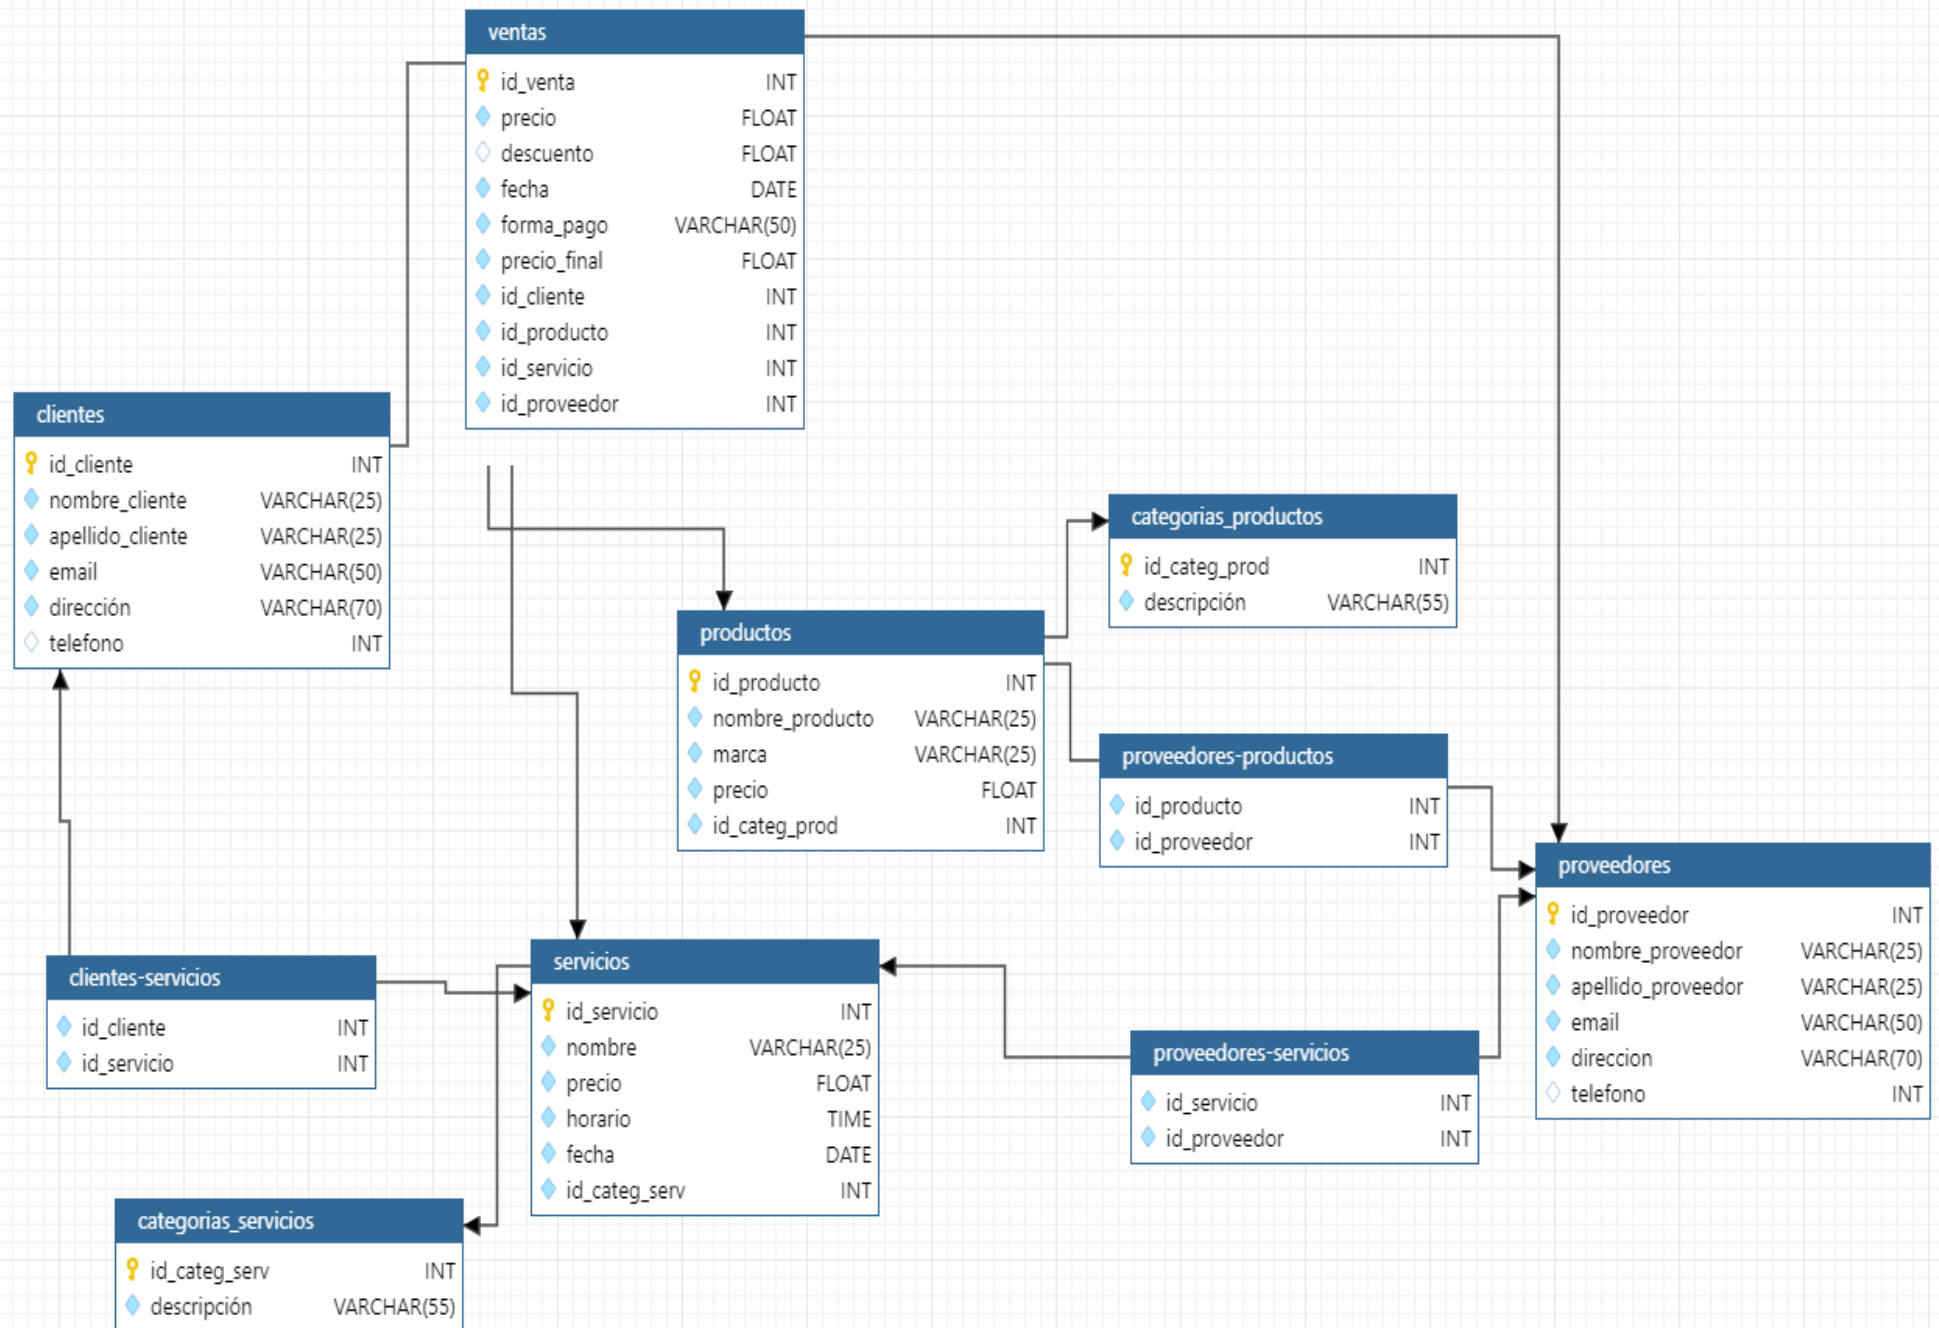 ventas
id_venta INT
precio FLOAT
descuento FLOAT
fecha DATE
forma_pago VARCHAR(50)
precio_final FLOAT
id_cliente INT
id_producto INT
id_servicio INT
id_proveedor INT
clientes
id_cliente INT
nombre_cliente VARCHAR(25)
apellido_cliente VARCHAR(25)
email VARCHAR(50)
dirección VARCHAR(70)
telefono INT
categorias_productos
id_categ_prod INT
descripción VARCHAR(55)
productos
id_producto INT
nombre_producto VARCHAR(25)
marca VARCHAR(25)
precio FLOAT
id_categ_prod INT
proveedores-productos
id_producto INT
id_proveedor INT
proveedores
id_proveedor INT
nombre_proveedor VARCHAR(25)
apellido_proveedor VARCHAR(25)
email VARCHAR(50)
direccion VARCHAR(70)
telefono INT
clientes-servicios
id_cliente INT
id_servicio INT
servicios
id_servicio INT
nombre VARCHAR(25)
precio FLOAT
horario TIME
fecha DATE
id_categ_serv INT
proveedores-servicios
id_servicio INT
id_proveedor INT
categorias_servicios
id_categ_serv INT
descripción VARCHAR(55)